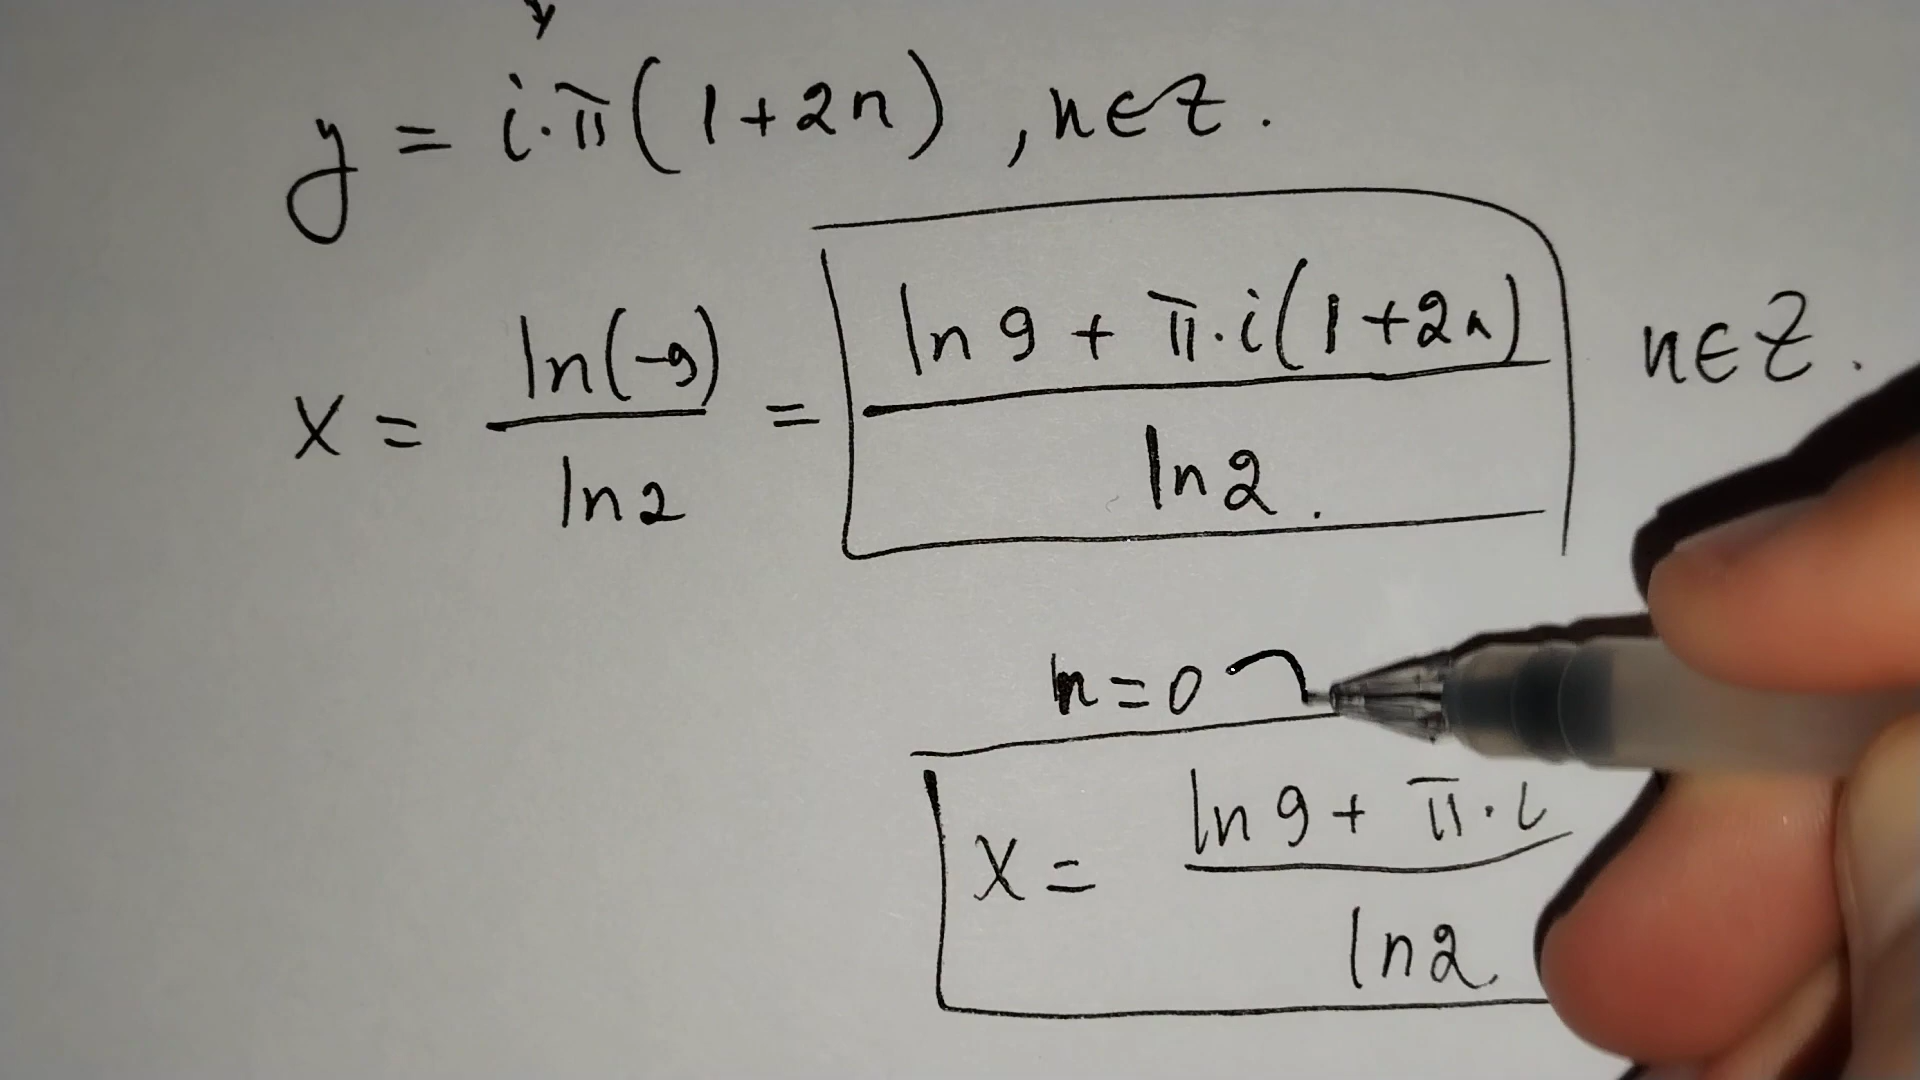 y = i·π(1+2n), n∈Z.
x = ln(-9)/ln2 = (ln9 + π·i(1+2n))/ln2. n∈Z.
n=0
x = (ln9 + π·i)/ln2